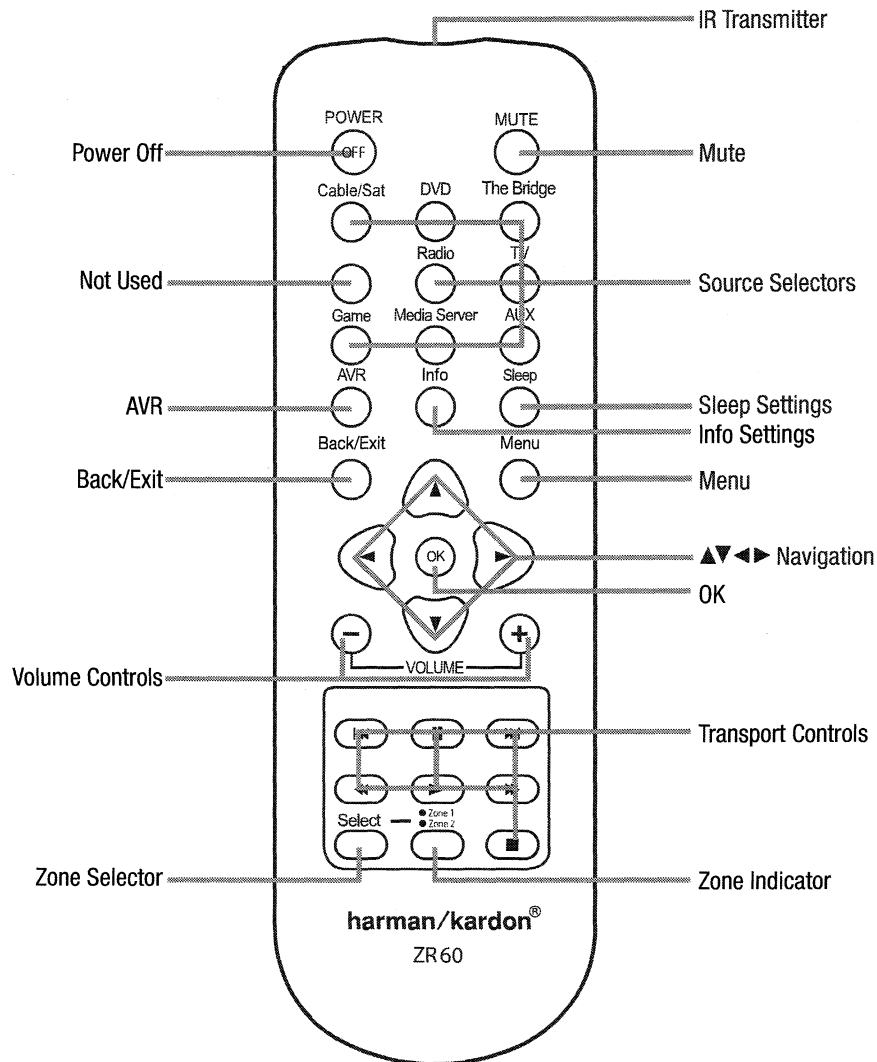 IR Transmitter
POWER MUTE
Power Off OFF Mute
Cable/Sat DVD The Bridge
Radio TV
Not Used Source Selectors
Game Media Server AUX
AVR Info Sleep
AVR Sleep Settings
Info Settings
Back/Exit Menu
Back/Exit Menu
▲▼◄► Navigation
OK
OK
− +
VOLUME
Volume Controls
Transport Controls
Select Zone 1
Zone 2
Zone Selector Zone Indicator
harman/kardon®
ZR60